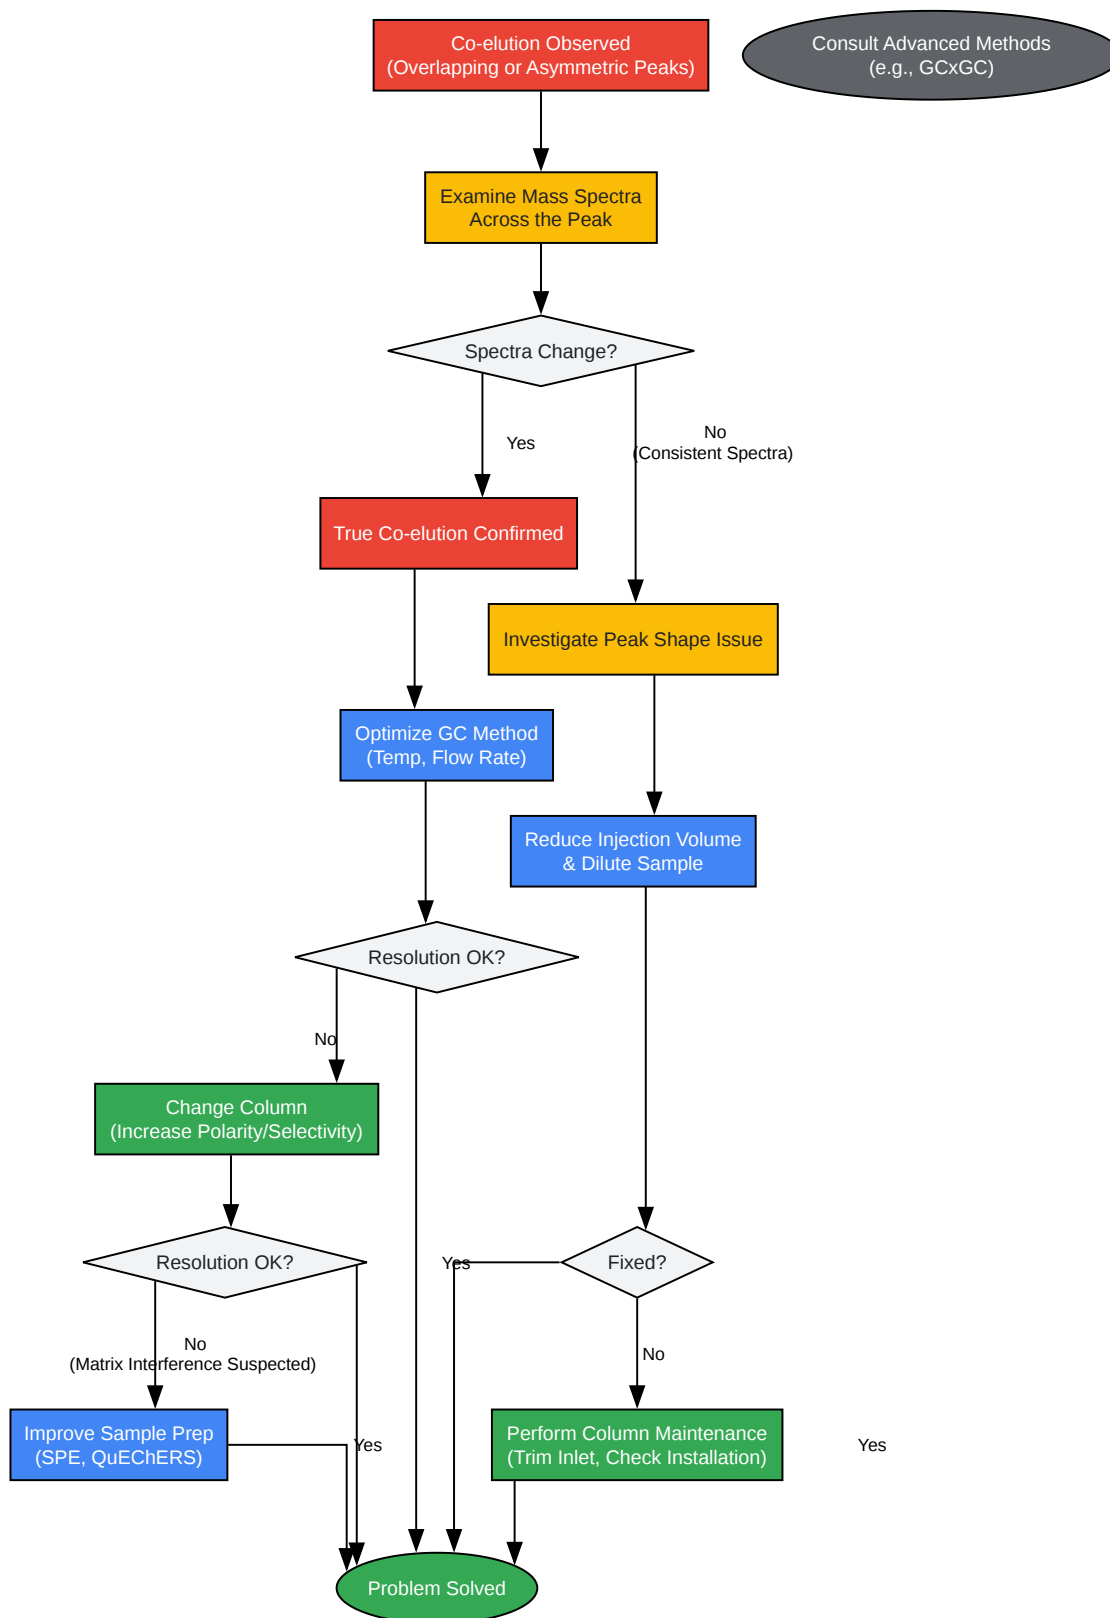 Co-elution Observed
(Overlapping or Asymmetric Peaks)
Consult Advanced Methods
(e.g., GCxGC)
Examine Mass Spectra
Across the Peak
Spectra Change?
Yes
No
(Consistent Spectra)
True Co-elution Confirmed
Investigate Peak Shape Issue
Optimize GC Method
(Temp, Flow Rate)
Reduce Injection Volume
& Dilute Sample
Resolution OK?
No
Change Column
(Increase Polarity/Selectivity)
Resolution OK?
Yes
Fixed?
No
(Matrix Interference Suspected)
No
Improve Sample Prep
(SPE, QuEChERS)
Yes
Perform Column Maintenance
(Trim Inlet, Check Installation)
Yes
Problem Solved